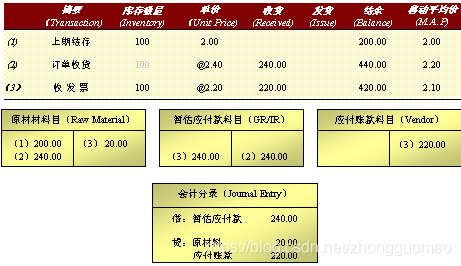 摘要 库存数量 单价 收货 发货 结余 移动平均价
(Transaction) (Inventory) (Unit Price) (Received) (Issue) (Balance) (M.A.P)
(1) 上期结存 100 2.00 200.00 2.00
(2) 订单收货 100 @2.40 240.00 440.00 2.20
(3) 收 发 票 100 @2.20 220.00 420.00 2.10
原材料科目（Raw Material） 暂估应付款科目（GR/IR） 应付账款科目（Vendor）
（1）200.00 （3）20.00 （3）220.00
（2）240.00 （3）240.00 （2）240.00
会计分录（Journal Entry）
借：暂估应付款 240.00
贷：原材料 20.00
应付账款 220.00
https://blog.csdn.net/zhongguomao